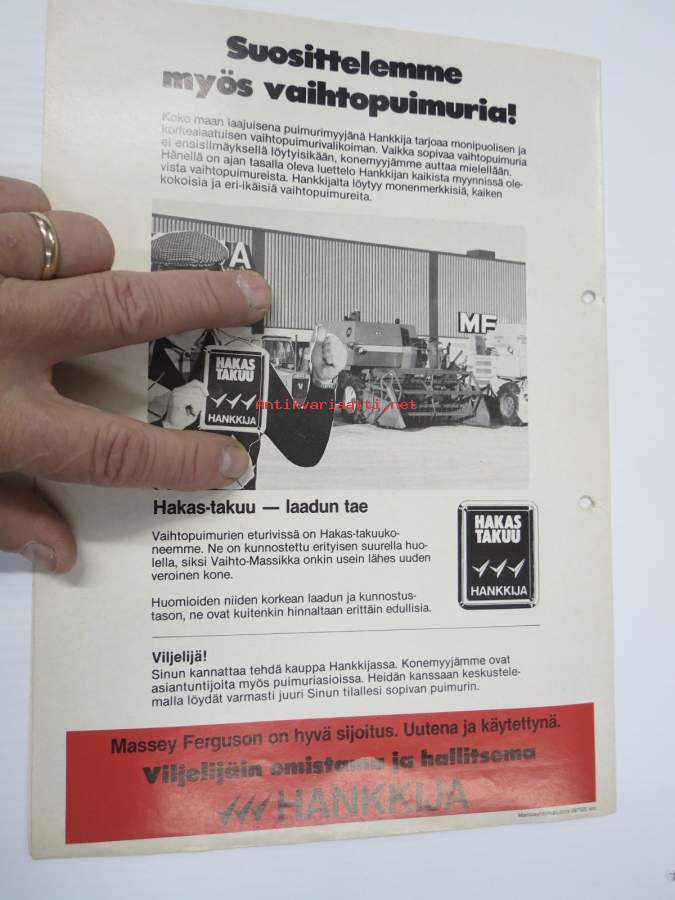 Suosittelemme
myös vaihtopuimuria!
Koko maan laajuisena puimurimyyjänä Hankkija tarjoaa monipuolisen ja
korkealaatuisen vaihtopuimurivalikoiman. Vaikka sopivaa vaihtopuimuria
ei ensisilmäyksellä löytyisikään, konemyyjämme auttaa mielellään.
Hänellä on ajan tasalla oleva luettelo Hankkijan kaikista myynnissä ole-
vista vaihtopuimureista. Hankkijalta löytyy monenmerkkisiä, kaiken
kokoisia ja eri-ikäisiä vaihtopuimureita.
A
MF
HAKAS
TAKUU
HANKKIJA
Antikvariaatti.net
Hakas-takuu — laadun tae
Vaihtopuimurien eturivissä on Hakas-takuuko-
neemme. Ne on kunnostettu erityisen suurella huo-
lella, siksi Vaihto-Massikka onkin usein lähes uuden
veroinen kone.
Huomioiden niiden korkean laadun ja kunnostus-
tason, ne ovat kuitenkin hinnaltaan erittäin edullisia.
HAKAS
TAKUU
HANKKIJA
Viljelijä!
Sinun kannattaa tehdä kauppa Hankkijassa. Konemyyjämme ovat
asiantuntijoita myös puimuriasioissa. Heidän kanssaan keskustele-
malla löydät varmasti juuri Sinun tilallesi sopivan puimurin.
Massey Ferguson on hyvä sijoitus. Uutena ja käytettynä.
Viljelijäin omistama ja hallitsema
HANKKIJA